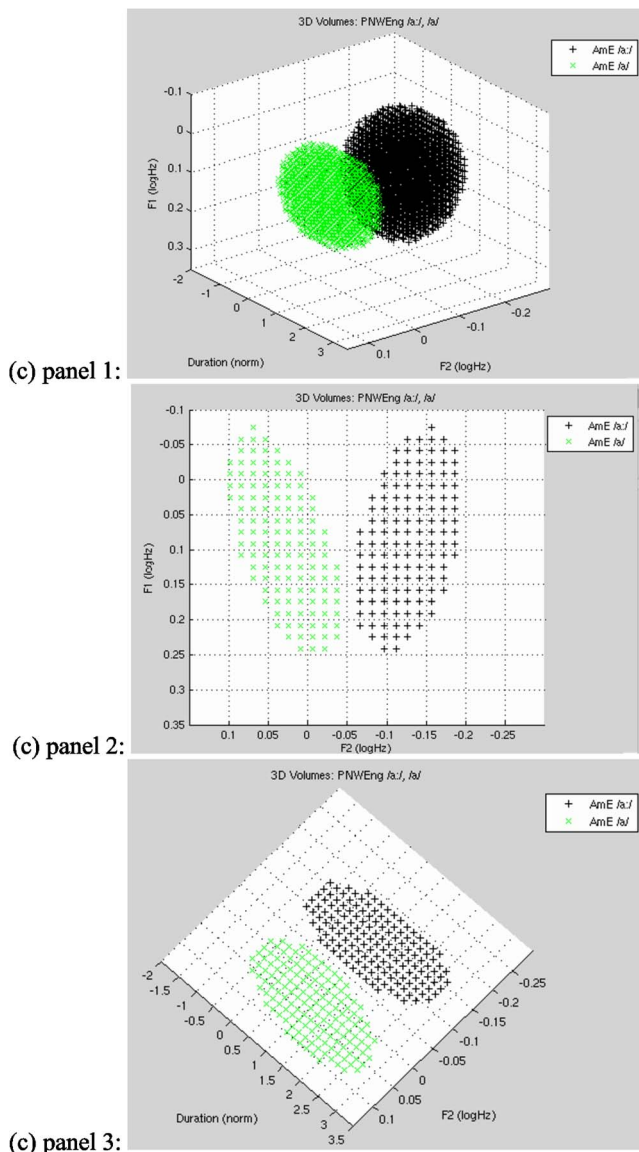 3D Volumes: PNWEng /a:/, /a/
+ AmE /a:/
× AmE /a/
-0.1
0
0.1
0.2
0.3
F1 (logHz)
-2
-1
0
1
2
3
Duration (norm)
0.1
0
-0.1
-0.2
F2 (logHz)
(c) panel 1:
3D Volumes: PNWEng /a:/, /a/
+ AmE /a:/
× AmE /a/
-0.1
-0.05
0
0.05
0.1
0.15
0.2
0.25
0.3
0.35
F1 (logHz)
0.1 0.05 0 -0.05 -0.1 -0.15 -0.2 -0.25
F2 (logHz)
(c) panel 2:
3D Volumes: PNWEng /a:/, /a/
+ AmE /a:/
× AmE /a/
-2
-1.5
-1
-0.5
0
0.5
1
1.5
2
2.5
3
3.5
Duration (norm)
-0.25
-0.2
-0.15
-0.1
-0.05
0
0.05
0.1
F2 (logHz)
(c) panel 3: